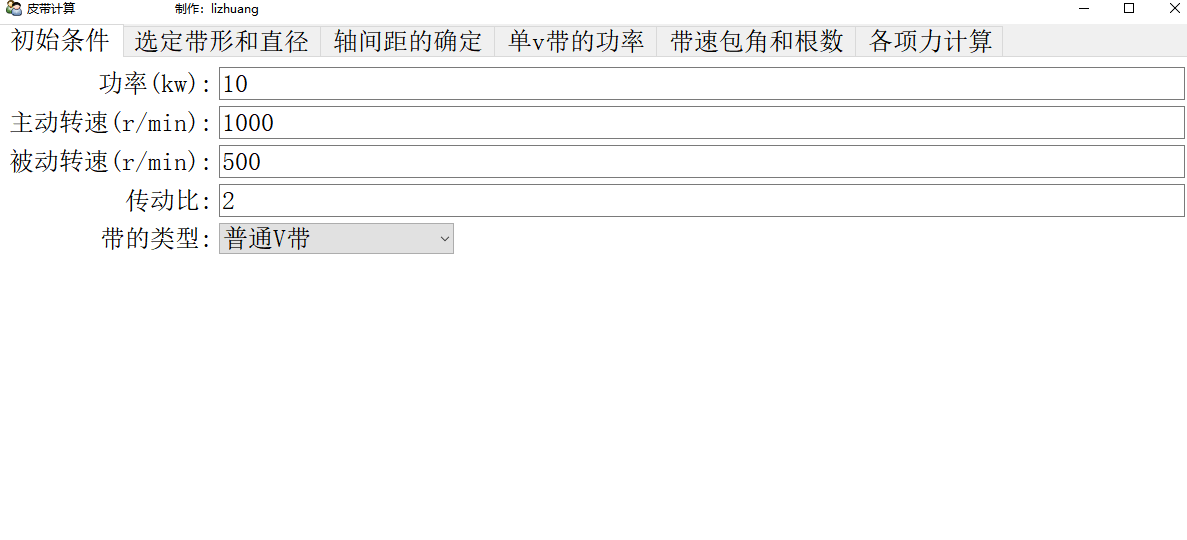 皮带计算 制作：lizhuang
初始条件 选定带形和直径 轴间距的确定 单v带的功率 带速包角和根数 各项力计算
功率(kw): 10
主动转速(r/min): 1000
被动转速(r/min): 500
传动比: 2
带的类型: 普通V带